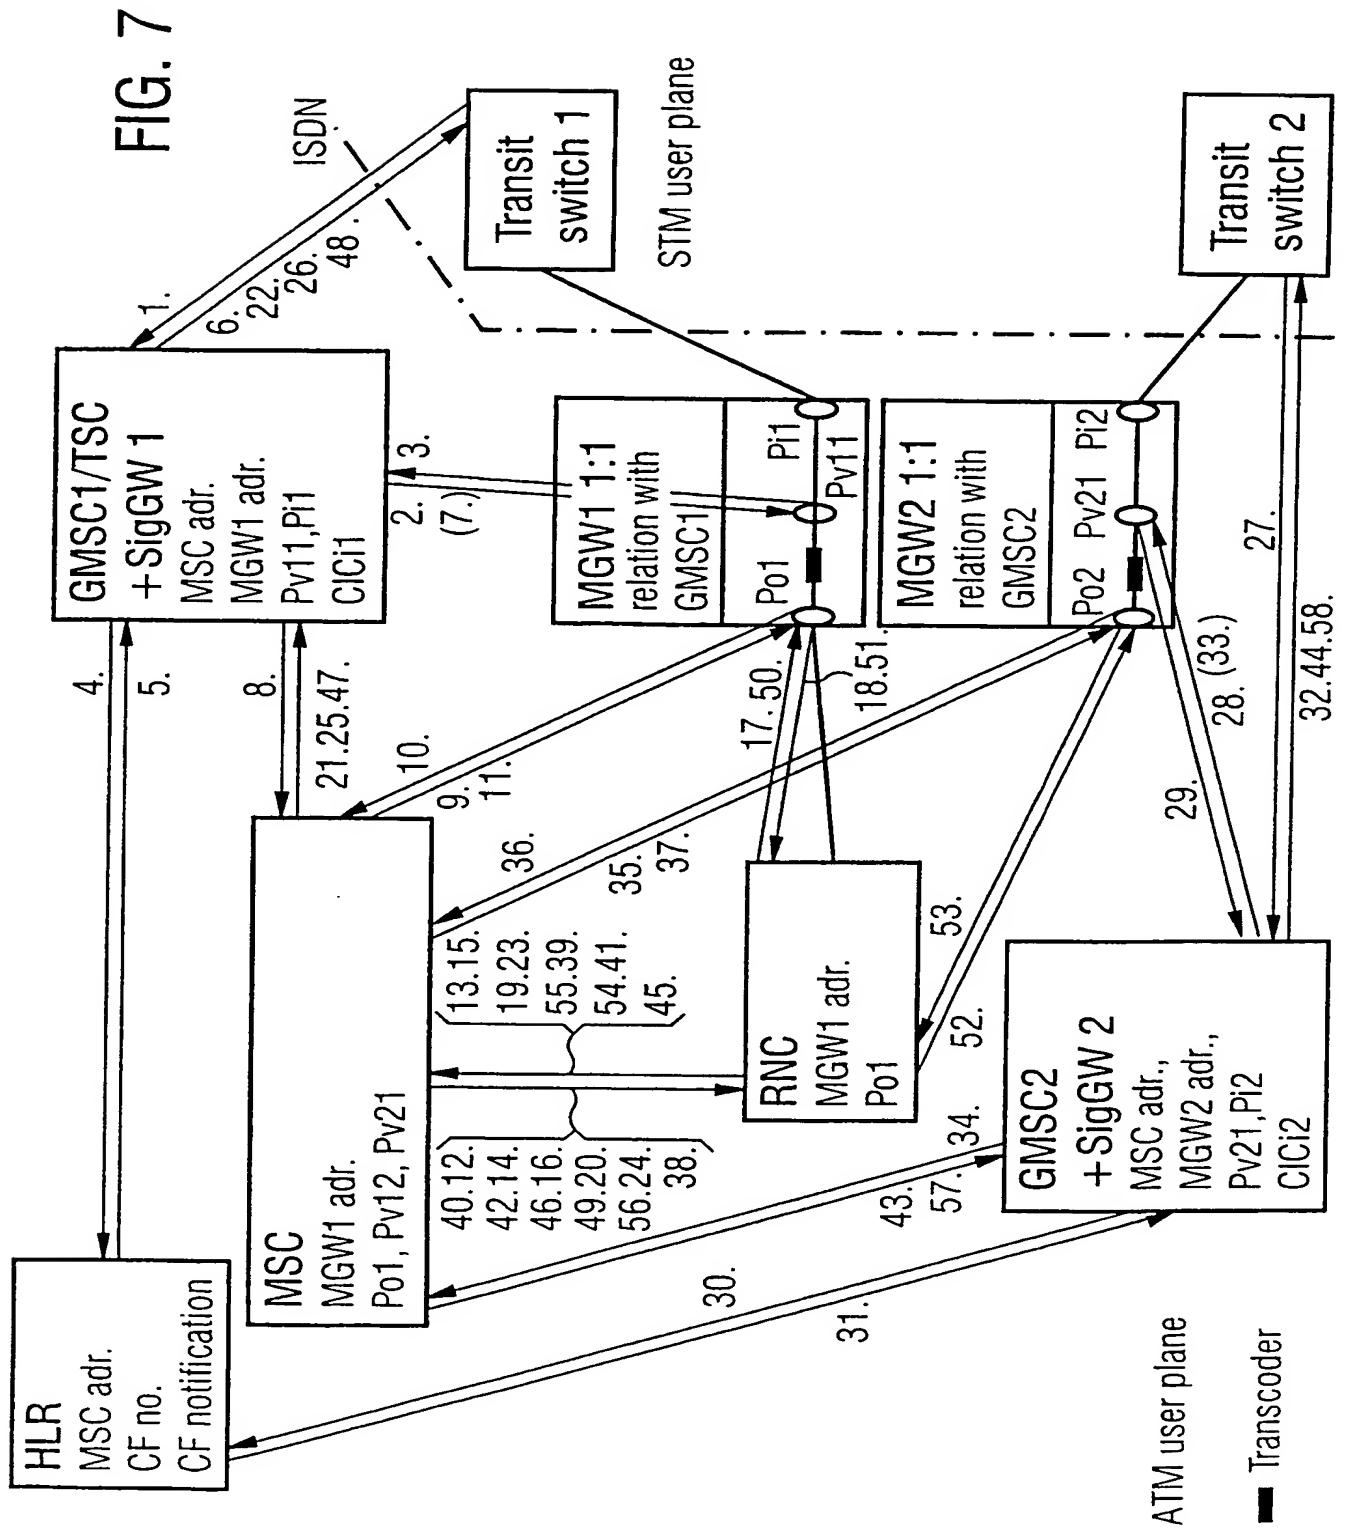 FIG. 7
HLR
MSC adr.
CF no.
CF notification
4.
5.
GMSC1/TSC
+SigGW 1
MSC adr.
MGW1 adr.
Pv11,Pi1
CICi1
1.
6.
22.
26.
48.
ISDN
Transit
switch 1
STM user plane
8.
21.25.47.
2.
(7.)
3.
MSC
MGW1 adr.
Po1, Pv12, Pv21
10.
9.
11.
36.
35.
37.
MGW1 1:1
relation with
GMSC1
Po1
Pi1
Pv11
17.50.
18.51.
13.15.
19.23.
55.39.
54.41.
45.
40.12.
42.14.
46.16.
49.20.
56.24.
38.
RNC
MGW1 adr.
Po1
MGW2 1:1
relation with
GMSC2
Po2
Pv21
Pi2
53.
52.
43.
57.
34.
30.
31.
GMSC2
+SigGW 2
MSC adr.,
MGW2 adr.,
Pv21,Pi2
CICi2
29.
28.
(33.)
27.
32.44.58.
Transit
switch 2
ATM user plane
Transcoder